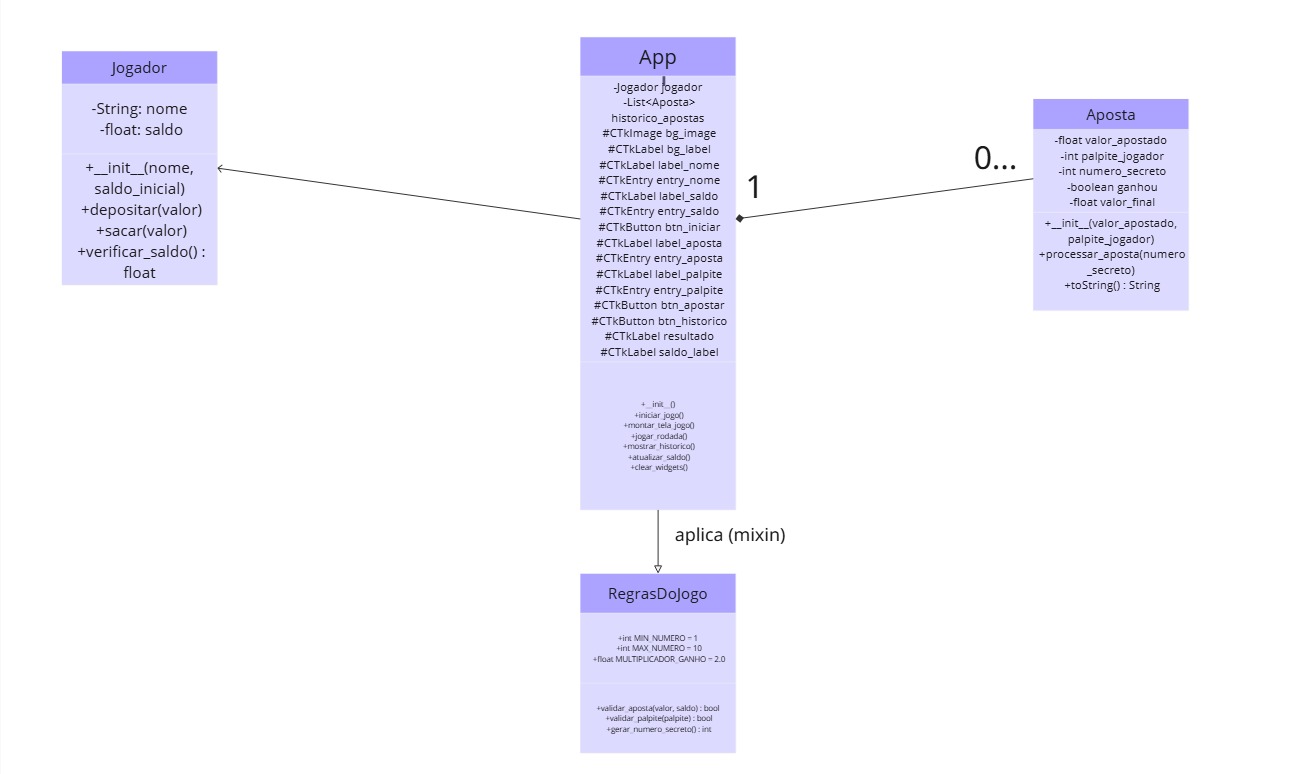 Jogador
-String: nome
-float: saldo
+__init__(nome,
saldo_inicial)
+depositar(valor)
+sacar(valor)
+verificar_saldo() :
float
App
-Jogador jogador
-List<Aposta>
historico_apostas
#CTkImage bg_image
#CTkLabel bg_label
#CTkLabel label_nome
#CTkEntry entry_nome
#CTkLabel label_saldo
#CTkEntry entry_saldo
#CTkButton btn_iniciar
#CTkLabel label_aposta
#CTkEntry entry_aposta
#CTkLabel label_palpite
#CTkEntry entry_palpite
#CTkButton btn_apostar
#CTkButton btn_historico
#CTkLabel resultado
#CTkLabel saldo_label
+__init__()
+iniciar_jogo()
+montar_tela_jogo()
+jogar_rodada()
+mostrar_historico()
+atualizar_saldo()
+clear_widgets()
1
0...
Aposta
-float valor_apostado
-int palpite_jogador
-int numero_secreto
-boolean ganhou
-float valor_final
+__init__(valor_apostado,
palpite_jogador)
+processar_aposta(numero
_secreto)
+toString() : String
aplica (mixin)
RegrasDoJogo
+int MIN_NUMERO = 1
+int MAX_NUMERO = 10
+float MULTIPLICADOR_GANHO = 2.0
+validar_aposta(valor, saldo) : bool
+validar_palpite(palpite) : bool
+gerar_numero_secreto() : int